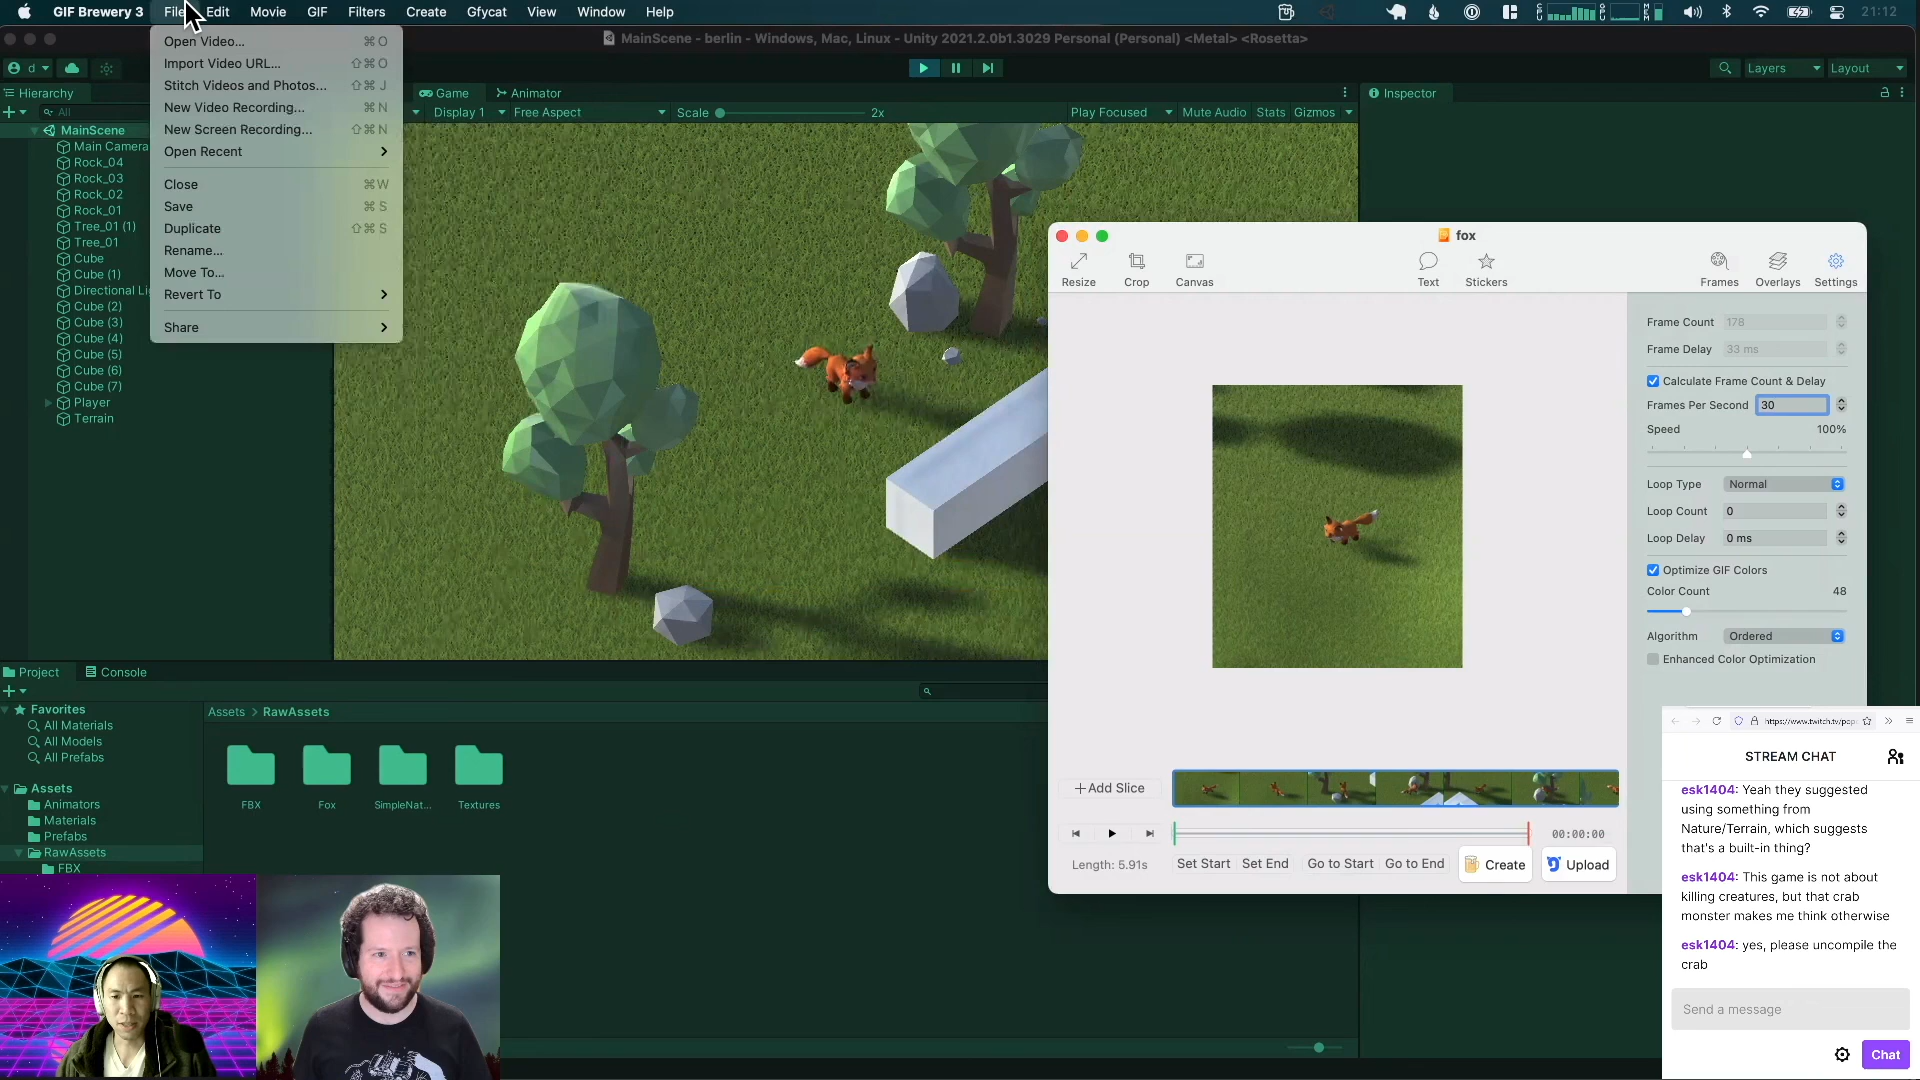 GIF Brewery 3 File Edit Movie GIF Filters Create Gfycat View Window Help 21:12
MainScene - berlin - Windows, Mac, Linux - Unity 2021.2.0b1.3029 Personal (Personal) <Metal> <Rosetta>
Open Video... ⌘O
Import Video URL... ⇧⌘O
Stitch Videos and Photos... ⇧⌘J
New Video Recording... ⌘N
New Screen Recording... ⇧⌘N
Open Recent
Close ⌘W
Save ⌘S
Duplicate ⇧⌘S
Rename...
Move To...
Revert To
Share
d
Layers Layout
Hierarchy
All
MainScene
Main Camera
Rock_04
Rock_03
Rock_02
Rock_01
Tree_01 (1)
Tree_01
Cube
Cube (1)
Directional Li
Cube (2)
Cube (3)
Cube (4)
Cube (5)
Cube (6)
Cube (7)
Player
Terrain
Game Animator
Display 1 Free Aspect Scale 2x Play Focused Mute Audio Stats Gizmos
Inspector
fox
Resize Crop Canvas Text Stickers Frames Overlays Settings
Frame Count 178
Frame Delay 33 ms
Calculate Frame Count & Delay
Frames Per Second 30
Speed 100%
Loop Type Normal
Loop Count 0
Loop Delay 0 ms
Optimize GIF Colors
Color Count 48
Algorithm Ordered
Enhanced Color Optimization
+ Add Slice
00:00:00
Length: 5.91s Set Start Set End Go to Start Go to End Create Upload
Project Console
Favorites
All Materials
All Models
All Prefabs
Assets
Animators
Materials
Prefabs
RawAssets
FBX
Assets > RawAssets
FBX Fox SimpleNat... Textures
https://www.twitch.tv/pop
STREAM CHAT
esk1404: Yeah they suggested
using something from
Nature/Terrain, which suggests
that's a built-in thing?
esk1404: This game is not about
killing creatures, but that crab
monster makes me think otherwise
esk1404: yes, please uncompile the
crab
Send a message
Chat